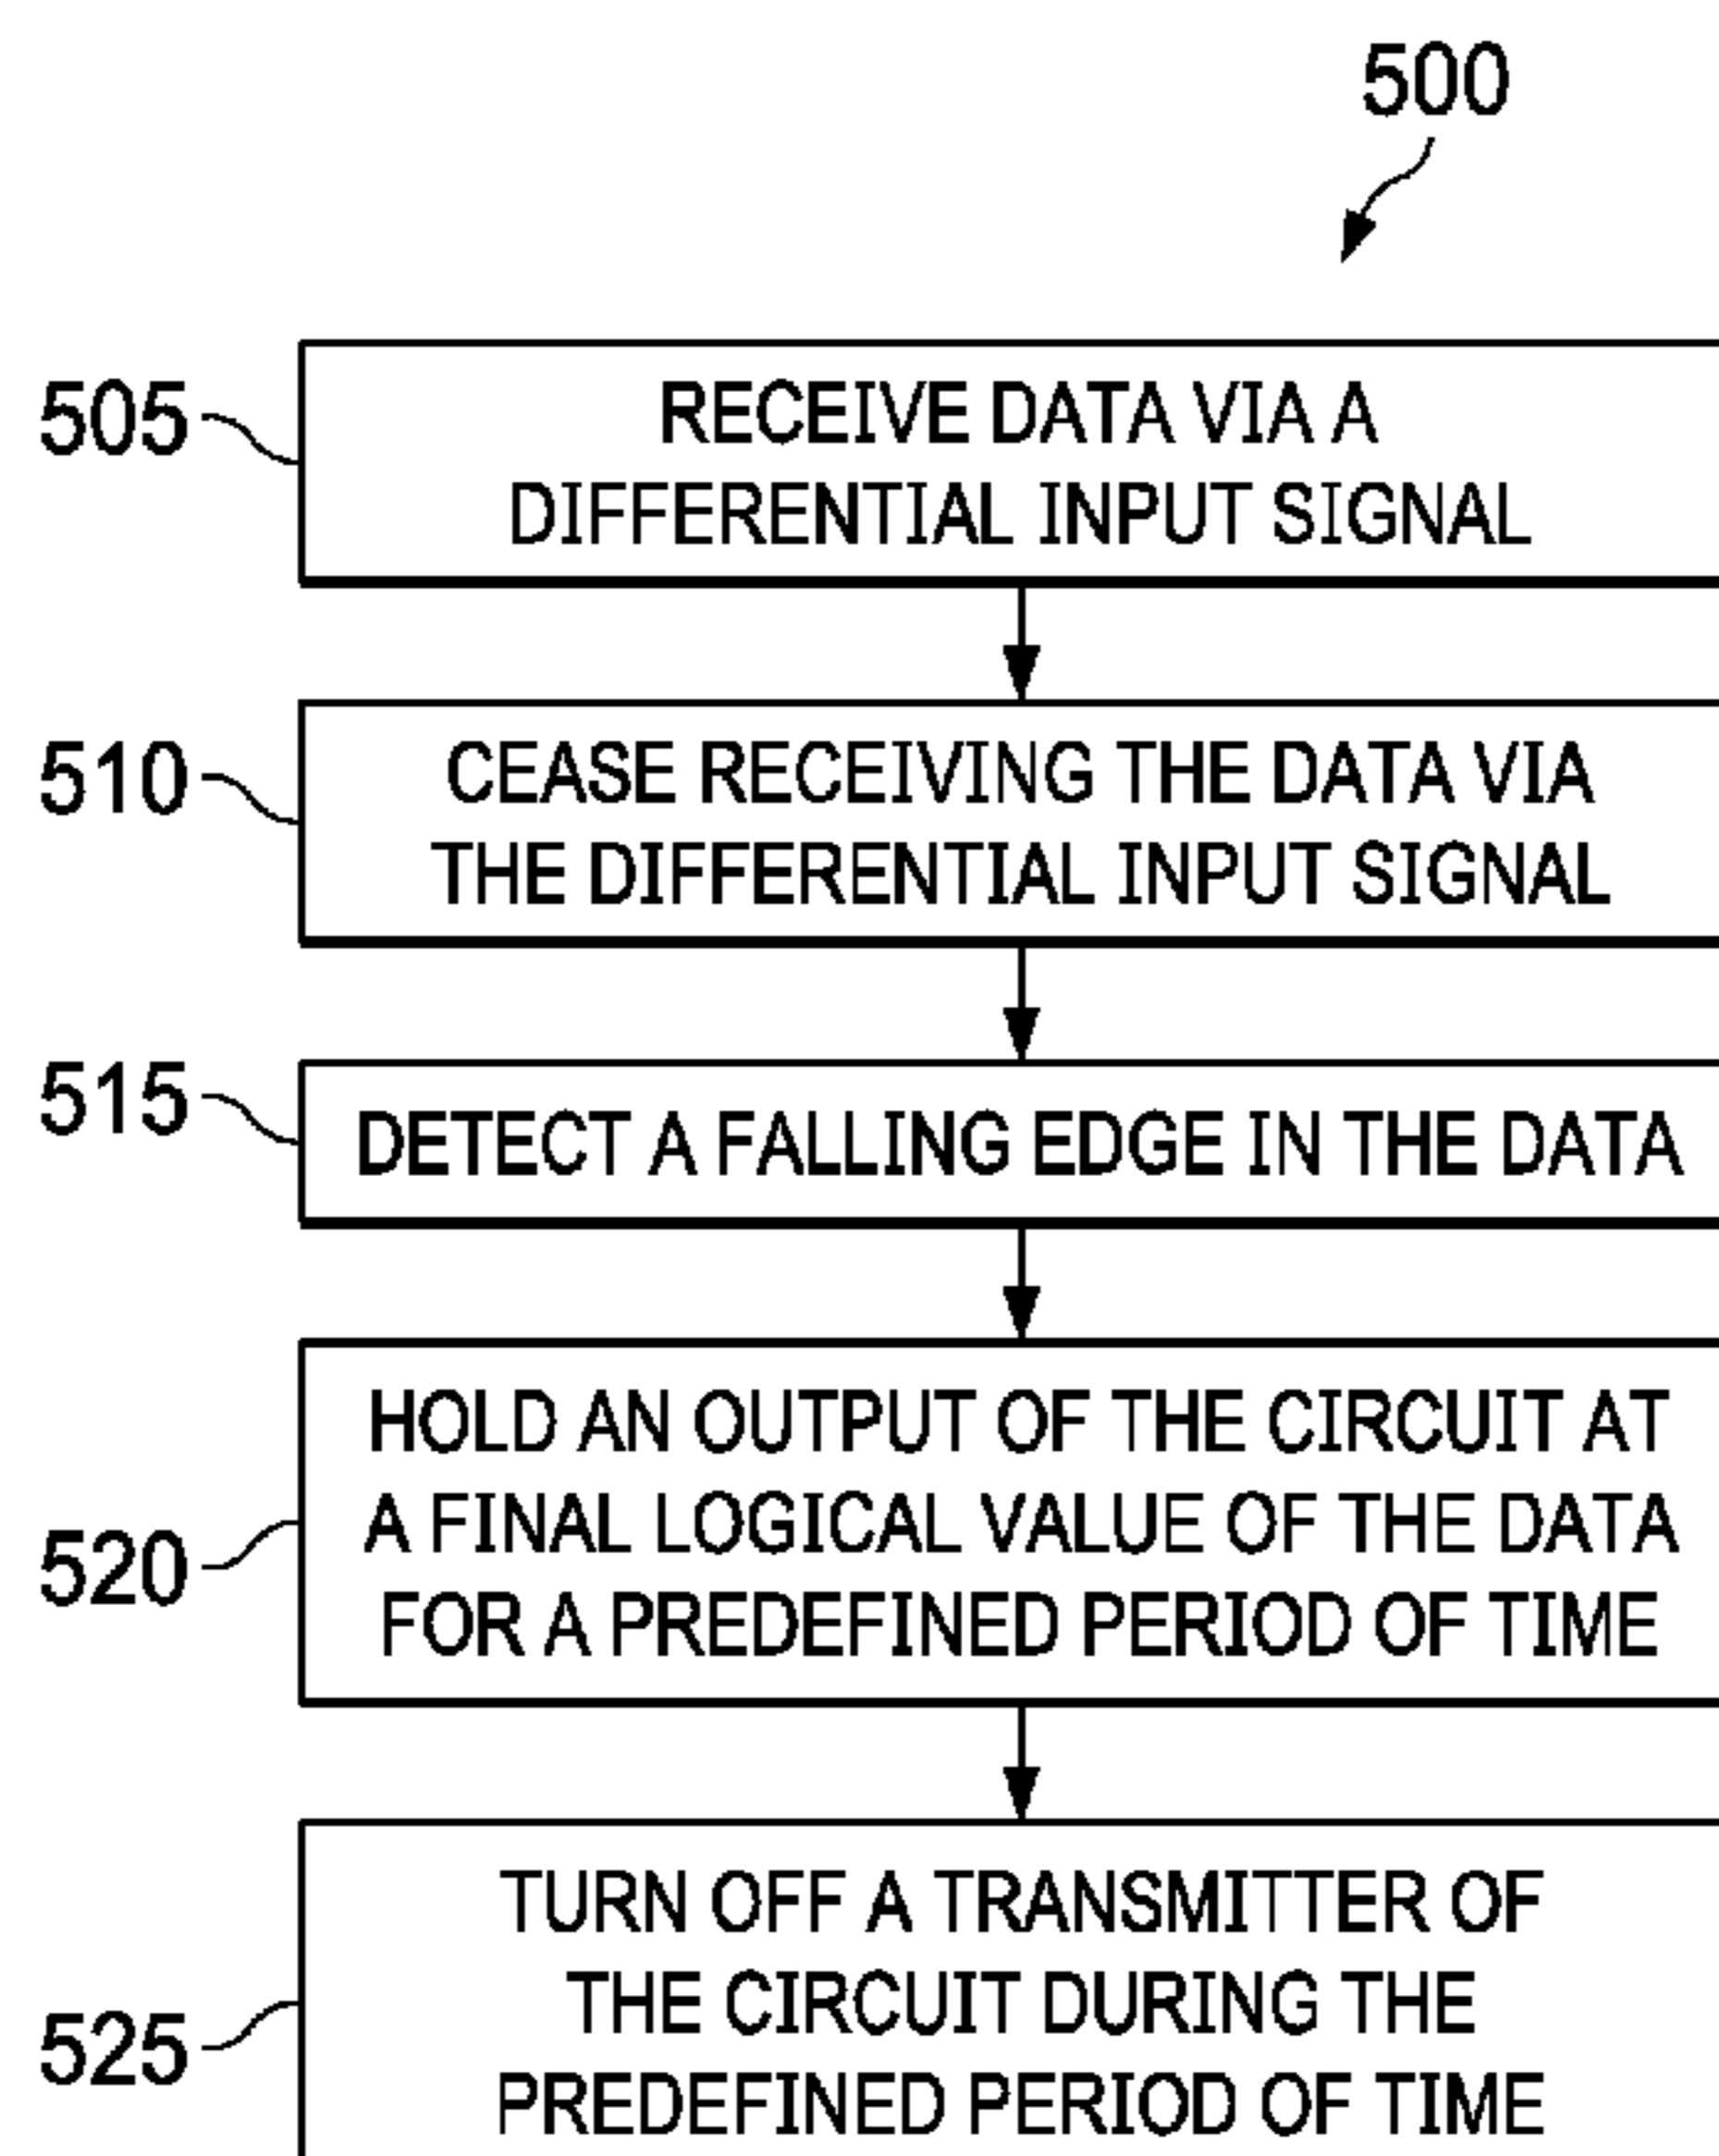 500
505
RECEIVE DATA VIA A
DIFFERENTIAL INPUT SIGNAL
510
CEASE RECEIVING THE DATA VIA
THE DIFFERENTIAL INPUT SIGNAL
515
DETECT A FALLING EDGE IN THE DATA
520
HOLD AN OUTPUT OF THE CIRCUIT AT
A FINAL LOGICAL VALUE OF THE DATA
FOR A PREDEFINED PERIOD OF TIME
525
TURN OFF A TRANSMITTER OF
THE CIRCUIT DURING THE
PREDEFINED PERIOD OF TIME